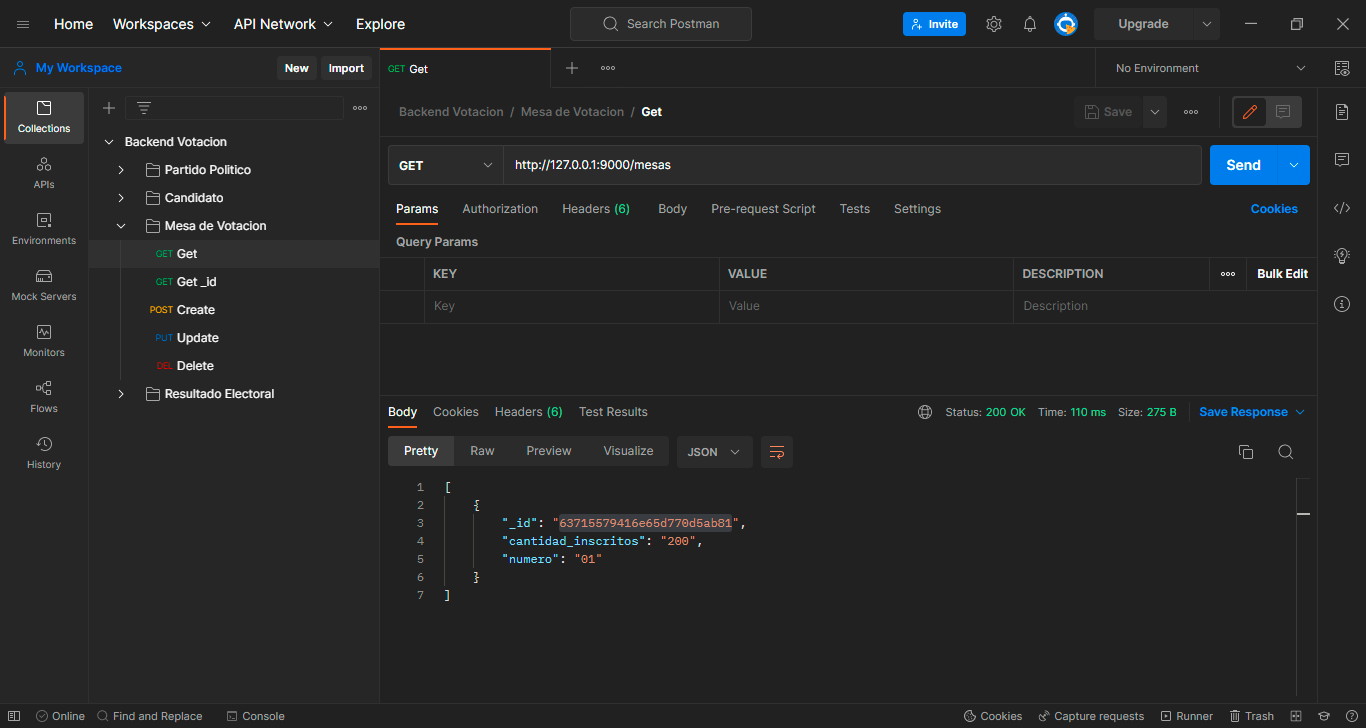 Home Workspaces API Network Explore Search Postman Invite Upgrade
My Workspace New Import GET Get No Environment
Collections
APIs
Environments
Mock Servers
Monitors
Flows
History
Backend Votacion
Partido Politico
Candidato
Mesa de Votacion
GET Get
GET Get _id
POST Create
PUT Update
DEL Delete
Resultado Electoral
Backend Votacion / Mesa de Votacion / Get Save
GET http://127.0.0.1:9000/mesas Send
Params Authorization Headers (6) Body Pre-request Script Tests Settings Cookies
Query Params
KEY VALUE DESCRIPTION Bulk Edit
Key Value Description
Body Cookies Headers (6) Test Results Status: 200 OK Time: 110 ms Size: 275 B Save Response
Pretty Raw Preview Visualize JSON
1 [
2 {
3 "_id": "63715579416e65d770d5ab81",
4 "cantidad_inscritos": "200",
5 "numero": "01"
6 }
7 ]
Online Find and Replace Console Cookies Capture requests Runner Trash